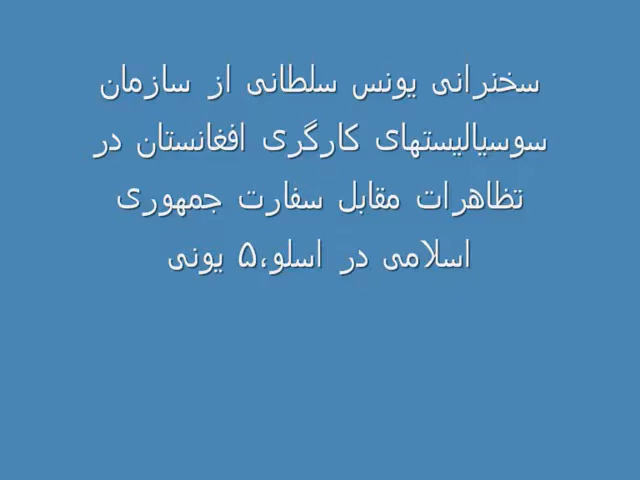 سخنرانی یونس سلطانی از سازمان
سوسیالیستهای کارگری افغانستان در
تظاهرات مقابل سفارت جمهوری
اسلامی در اسلو،۵ یونی